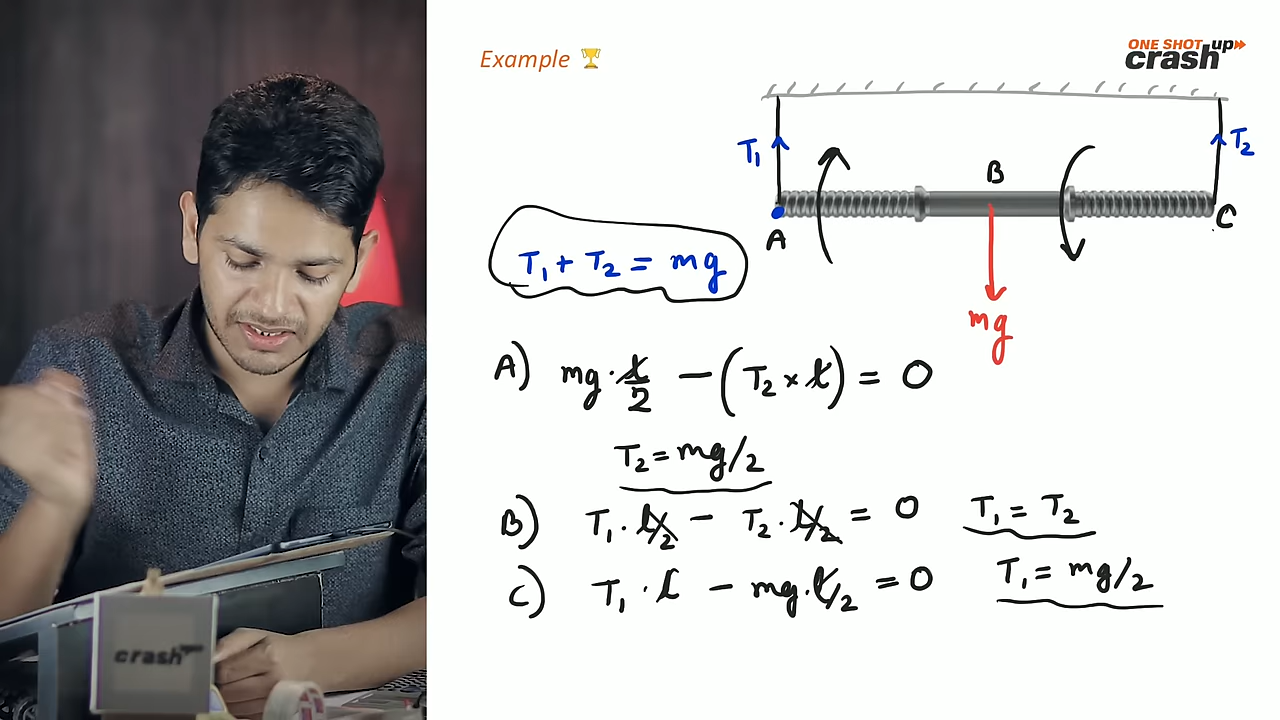 Example 🏆
ONE SHOT
crash up
T₁
T₂
B
A
C
T₁ + T₂ = mg
mg
A) mg · l/2 − (T₂ × l) = 0
T₂ = mg/2
B) T₁ · l/2 − T₂ · l/2 = 0 T₁ = T₂
C) T₁ · l − mg · l/2 = 0 T₁ = mg/2
crash